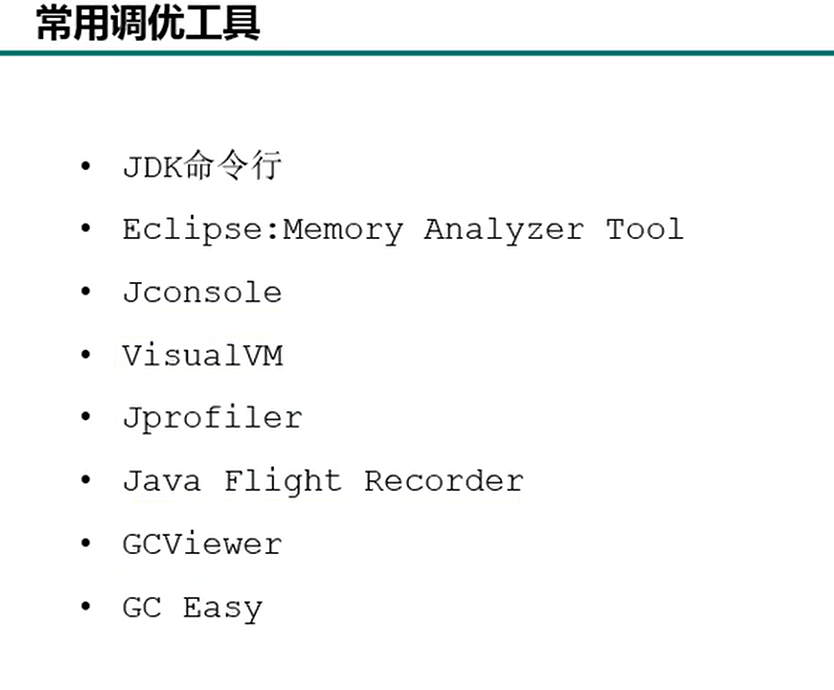 常用调优工具
• JDK命令行
• Eclipse:Memory Analyzer Tool
• Jconsole
• VisualVM
• Jprofiler
• Java Flight Recorder
• GCViewer
• GC Easy